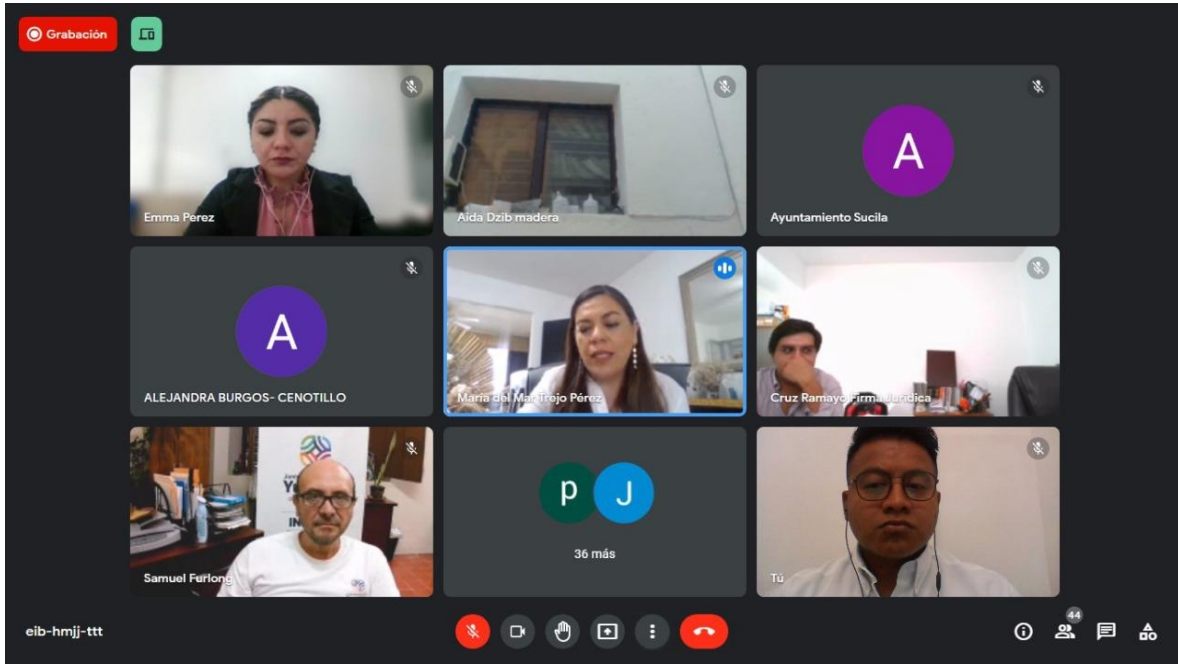 Grabación
Emma Perez
Aida Dzib madera
A
Ayuntamiento Sucila
A
ALEJANDRA BURGOS- CENOTILLO
María del Mar Trejo Pérez
Cruz Ramayo Firma Jurídica
Samuel Furlong
p J
36 más
Tú
eib-hmjj-ttt
44